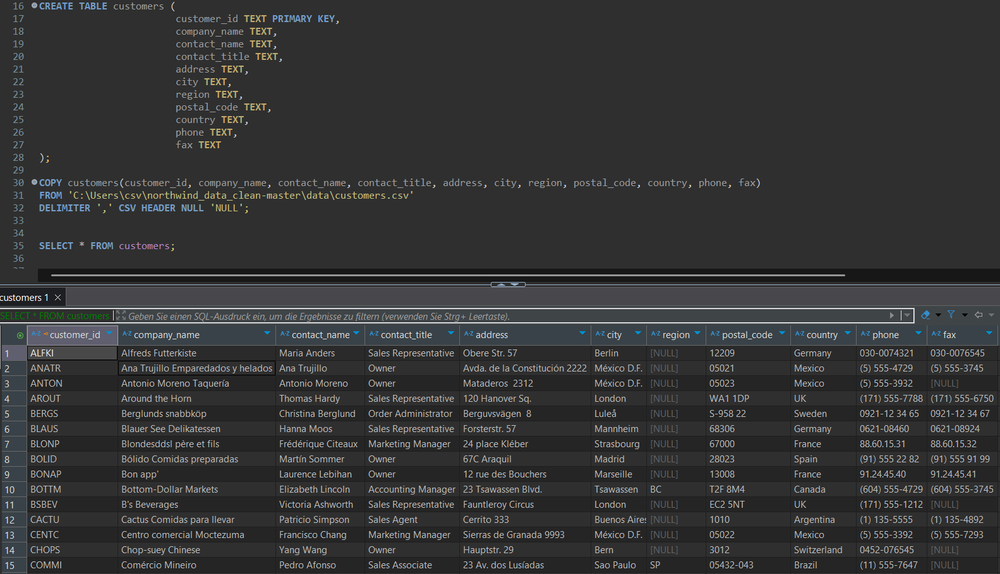 16 CREATE TABLE customers (
17 customer_id TEXT PRIMARY KEY,
18 company_name TEXT,
19 contact_name TEXT,
20 contact_title TEXT,
21 address TEXT,
22 city TEXT,
23 region TEXT,
24 postal_code TEXT,
25 country TEXT,
26 phone TEXT,
27 fax TEXT
28 );
29
30 COPY customers(customer_id, company_name, contact_name, contact_title, address, city, region, postal_code, country, phone, fax)
31 FROM 'C:\Users\csv\northwind_data_clean-master\data\customers.csv'
32 DELIMITER ',' CSV HEADER NULL 'NULL';
33
34
35 SELECT * FROM customers;
36
customers 1
SELECT * FROM customers Geben Sie einen SQL-Ausdruck ein, um die Ergebnisse zu filtern (verwenden Sie Strg+ Leertaste).
A-Z customer_id A-Z company_name A-Z contact_name A-Z contact_title A-Z address A-Z city A-Z region A-Z postal_code A-Z country A-Z phone A-Z fax
1 ALFKI Alfreds Futterkiste Maria Anders Sales Representative Obere Str. 57 Berlin [NULL] 12209 Germany 030-0074321 030-0076545
2 ANATR Ana Trujillo Emparedados y helados Ana Trujillo Owner Avda. de la Constitución 2222 México D.F. [NULL] 05021 Mexico (5) 555-4729 (5) 555-3745
3 ANTON Antonio Moreno Taquería Antonio Moreno Owner Mataderos  2312 México D.F. [NULL] 05023 Mexico (5) 555-3932 [NULL]
4 AROUT Around the Horn Thomas Hardy Sales Representative 120 Hanover Sq. London [NULL] WA1 1DP UK (171) 555-7788 (171) 555-6750
5 BERGS Berglunds snabbköp Christina Berglund Order Administrator Berguvsvägen  8 Luleå [NULL] S-958 22 Sweden 0921-12 34 65 0921-12 34 67
6 BLAUS Blauer See Delikatessen Hanna Moos Sales Representative Forsterstr. 57 Mannheim [NULL] 68306 Germany 0621-08460 0621-08924
7 BLONP Blondesddsl père et fils Frédérique Citeaux Marketing Manager 24 place Kléber Strasbourg [NULL] 67000 France 88.60.15.31 88.60.15.32
8 BOLID Bólido Comidas preparadas Martín Sommer Owner 67C Araquil Madrid [NULL] 28023 Spain (91) 555 22 82 (91) 555 91 99
9 BONAP Bon app' Laurence Lebihan Owner 12 rue des Bouchers Marseille [NULL] 13008 France 91.24.45.40 91.24.45.41
10 BOTTM Bottom-Dollar Markets Elizabeth Lincoln Accounting Manager 23 Tsawassen Blvd. Tsawassen BC T2F 8M4 Canada (604) 555-4729 (604) 555-3745
11 BSBEV B's Beverages Victoria Ashworth Sales Representative Fauntleroy Circus London [NULL] EC2 5NT UK (171) 555-1212 [NULL]
12 CACTU Cactus Comidas para llevar Patricio Simpson Sales Agent Cerrito 333 Buenos Aires [NULL] 1010 Argentina (1) 135-5555 (1) 135-4892
13 CENTC Centro comercial Moctezuma Francisco Chang Marketing Manager Sierras de Granada 9993 México D.F. [NULL] 05022 Mexico (5) 555-3392 (5) 555-7293
14 CHOPS Chop-suey Chinese Yang Wang Owner Hauptstr. 29 Bern [NULL] 3012 Switzerland 0452-076545 [NULL]
15 COMMI Comércio Mineiro Pedro Afonso Sales Associate 23 Av. dos Lusíadas Sao Paulo SP 05432-043 Brazil (11) 555-7647 [NULL]